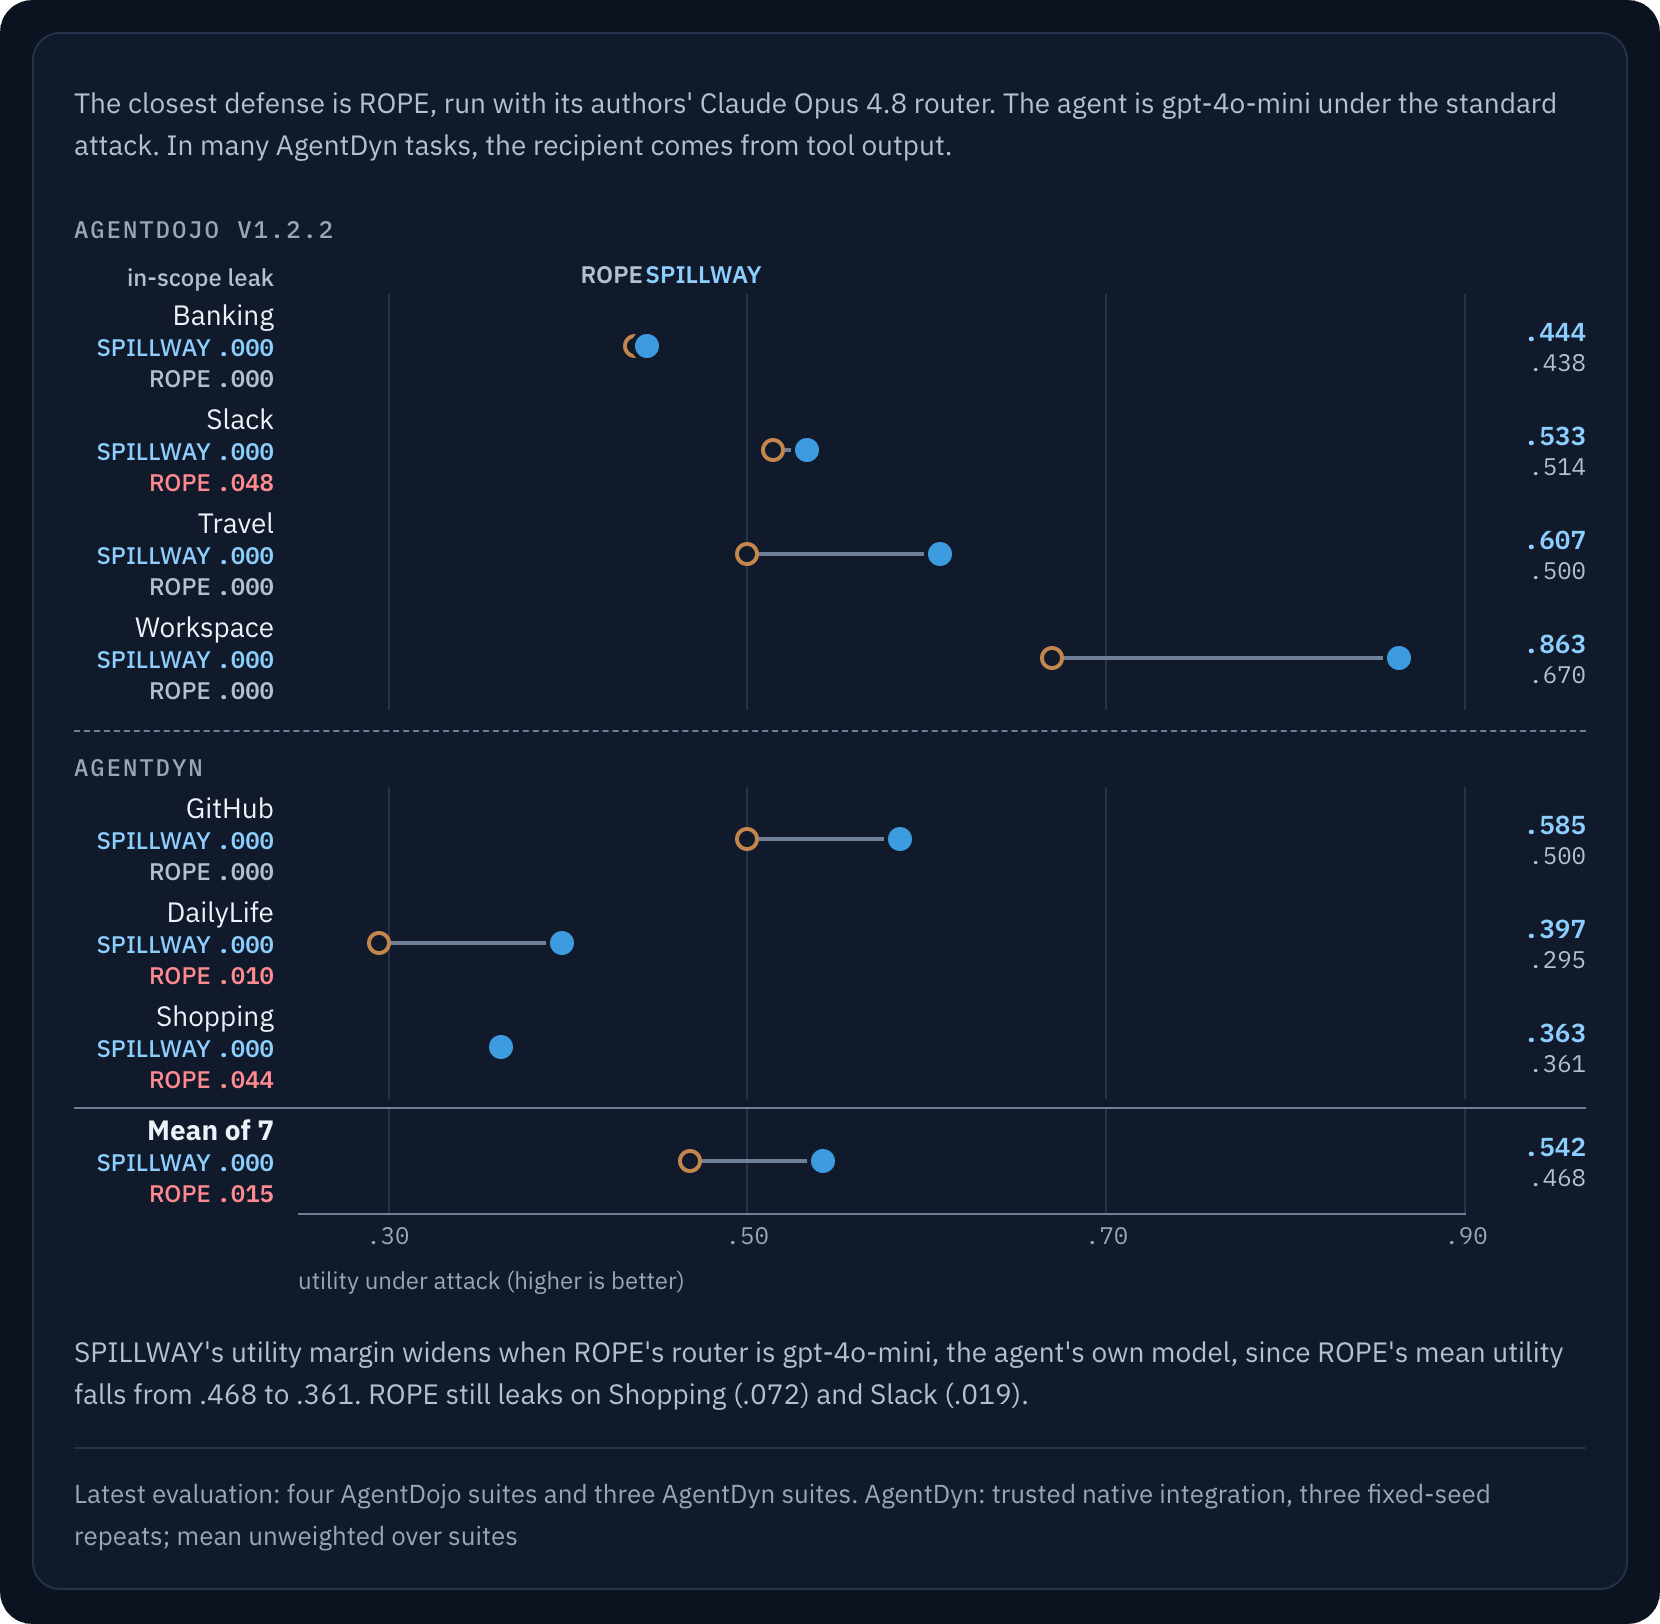 The closest defense is ROPE, run with its authors' Claude Opus 4.8 router. The agent is gpt-4o-mini under the standard
attack. In many AgentDyn tasks, the recipient comes from tool output.
AGENTDOJO V1.2.2
in-scope leak
ROPE SPILLWAY
Banking
SPILLWAY .000
ROPE .000
.444
.438
Slack
SPILLWAY .000
ROPE .048
.533
.514
Travel
SPILLWAY .000
ROPE .000
.607
.500
Workspace
SPILLWAY .000
ROPE .000
.863
.670
AGENTDYN
GitHub
SPILLWAY .000
ROPE .000
.585
.500
DailyLife
SPILLWAY .000
ROPE .010
.397
.295
Shopping
SPILLWAY .000
ROPE .044
.363
.361
Mean of 7
SPILLWAY .000
ROPE .015
.542
.468
.30 .50 .70 .90
utility under attack (higher is better)
SPILLWAY's utility margin widens when ROPE's router is gpt-4o-mini, the agent's own model, since ROPE's mean utility
falls from .468 to .361. ROPE still leaks on Shopping (.072) and Slack (.019).
Latest evaluation: four AgentDojo suites and three AgentDyn suites. AgentDyn: trusted native integration, three fixed-seed
repeats; mean unweighted over suites